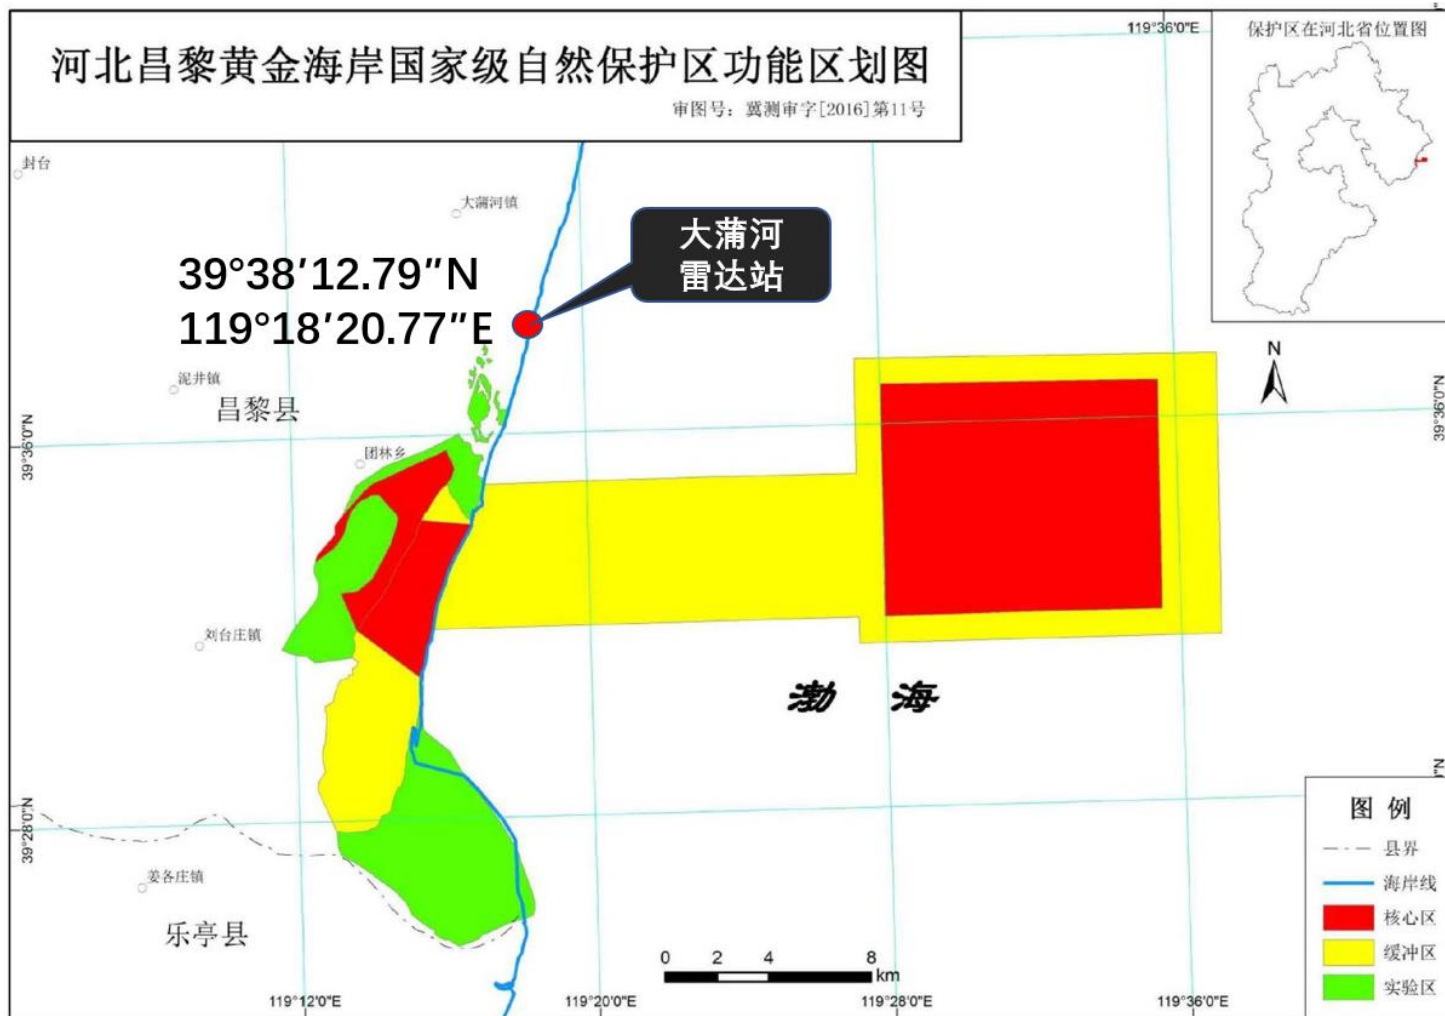 河北昌黎黄金海岸国家级自然保护区功能区划图
审图号：冀测审字[2016]第11号
119°36′0″E
保护区在河北省位置图
封台
大蒲河镇
大蒲河
雷达站
39°38′12.79″N
119°18′20.77″E
泥井镇
昌黎县
N
39°36′0″N
39°36′0″N
团林乡
刘台庄镇
渤海
39°28′0″N
0″N
姜各庄镇
乐亭县
图例
县界
海岸线
核心区
缓冲区
实验区
0 2 4 8
km
119°12′0″E
119°20′0″E
119°28′0″E
119°36′0″E